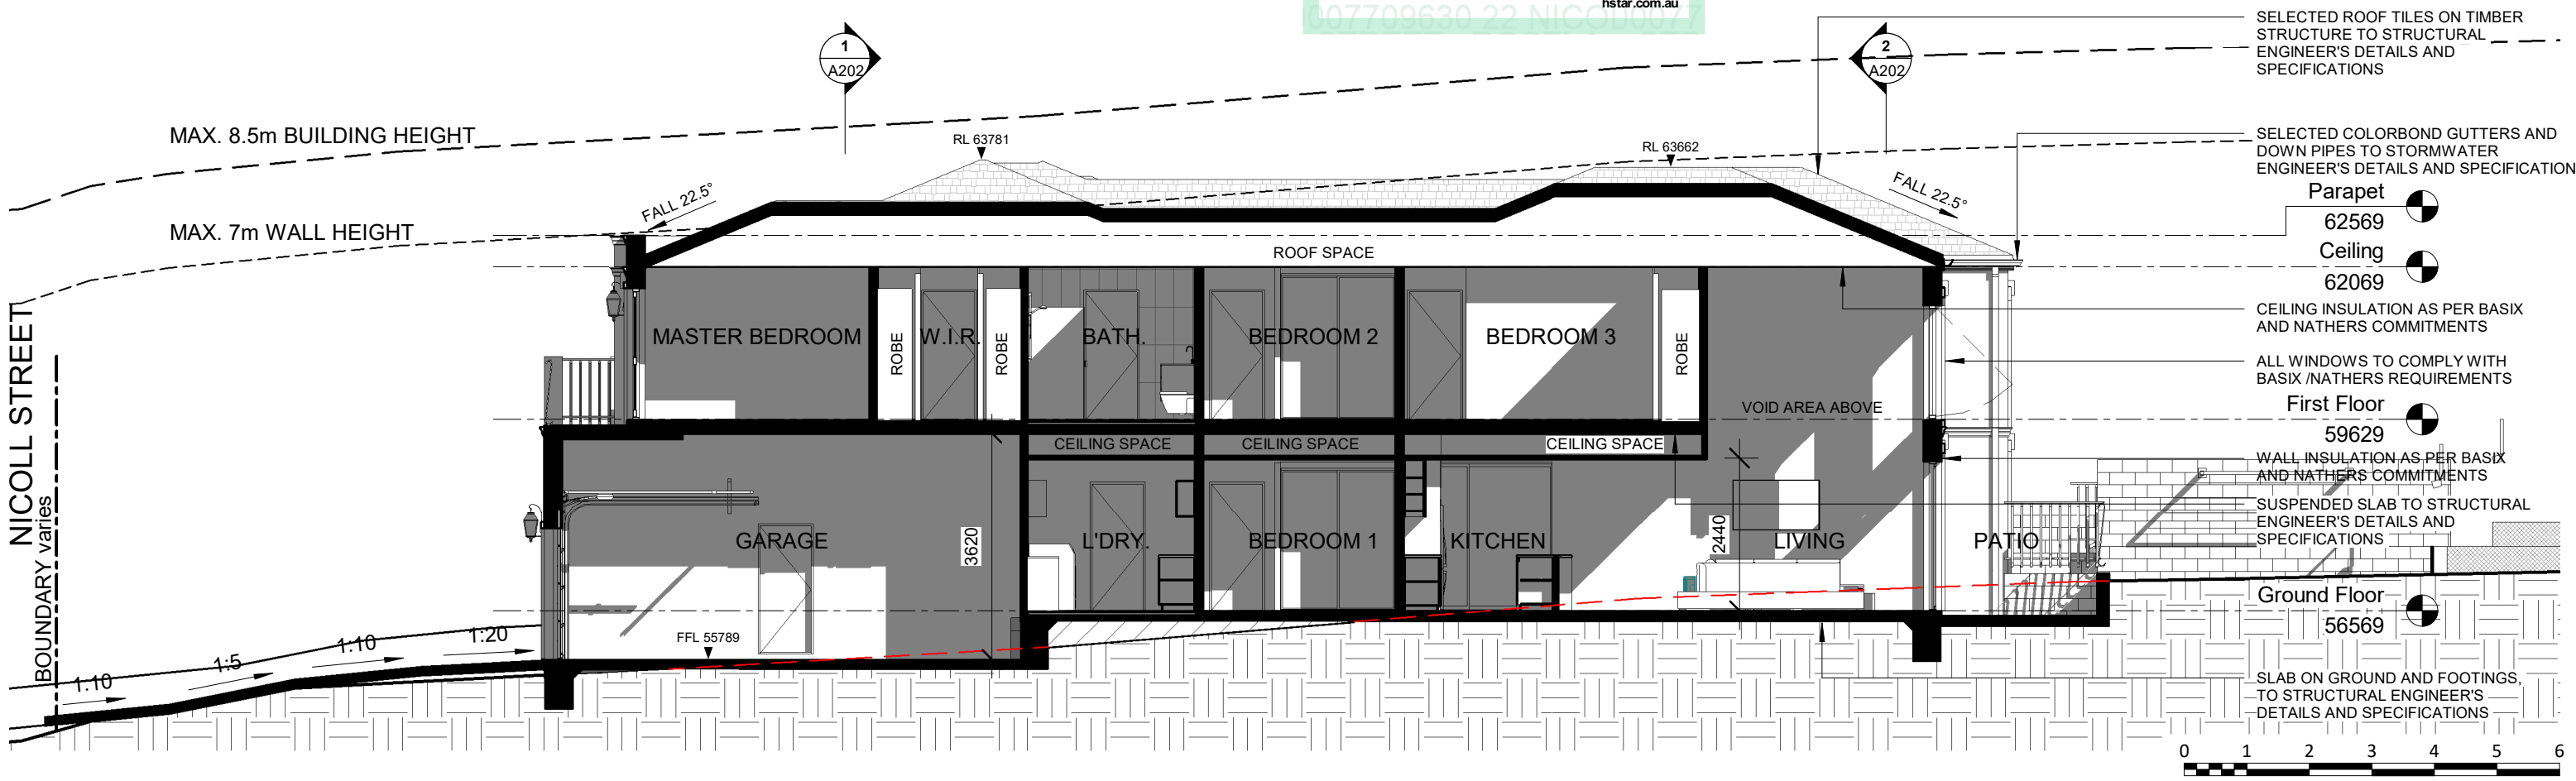 hstar.com.au
007709630 22 NICOL0077
1
A202
2
A202
SELECTED ROOF TILES ON TIMBER
STRUCTURE TO STRUCTURAL
ENGINEER'S DETAILS AND
SPECIFICATIONS
MAX. 8.5m BUILDING HEIGHT
RL 63781
RL 63662
SELECTED COLORBOND GUTTERS AND
DOWN PIPES TO STORMWATER
ENGINEER'S DETAILS AND SPECIFICATION
FALL 22.5°
FALL 22.5°
Parapet
62569
MAX. 7m WALL HEIGHT
ROOF SPACE
Ceiling
62069
CEILING INSULATION AS PER BASIX
AND NATHERS COMMITMENTS
MASTER BEDROOM
ROBE
W.I.R.
ROBE
BATH.
BEDROOM 2
BEDROOM 3
ROBE
ALL WINDOWS TO COMPLY WITH
BASIX /NATHERS REQUIREMENTS
VOID AREA ABOVE
First Floor
59629
CEILING SPACE
CEILING SPACE
CEILING SPACE
WALL INSULATION AS PER BASIX
AND NATHERS COMMITMENTS
SUSPENDED SLAB TO STRUCTURAL
ENGINEER'S DETAILS AND
SPECIFICATIONS
NICOLL STREET
BOUNDARY varies
GARAGE
3620
L'DRY.
BEDROOM 1
KITCHEN
2440
LIVING
PATIO
Ground Floor
56569
FFL 55789
1:10
1:5
1:10
1:20
SLAB ON GROUND AND FOOTINGS,
TO STRUCTURAL ENGINEER'S
DETAILS AND SPECIFICATIONS
0 1 2 3 4 5 6